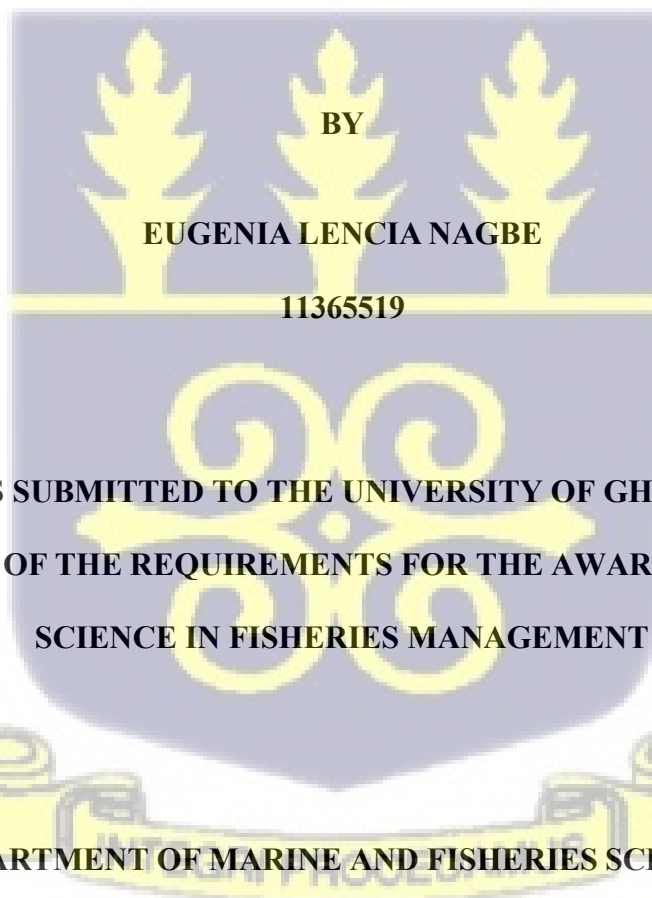 BY
EUGENIA LENCIA NAGBE
11365519
SUBMITTED TO THE UNIVERSITY OF GH
OF THE REQUIREMENTS FOR THE AWAR
SCIENCE IN FISHERIES MANAGEMENT
ARTMENT OF MARINE AND FISHERIES SCI